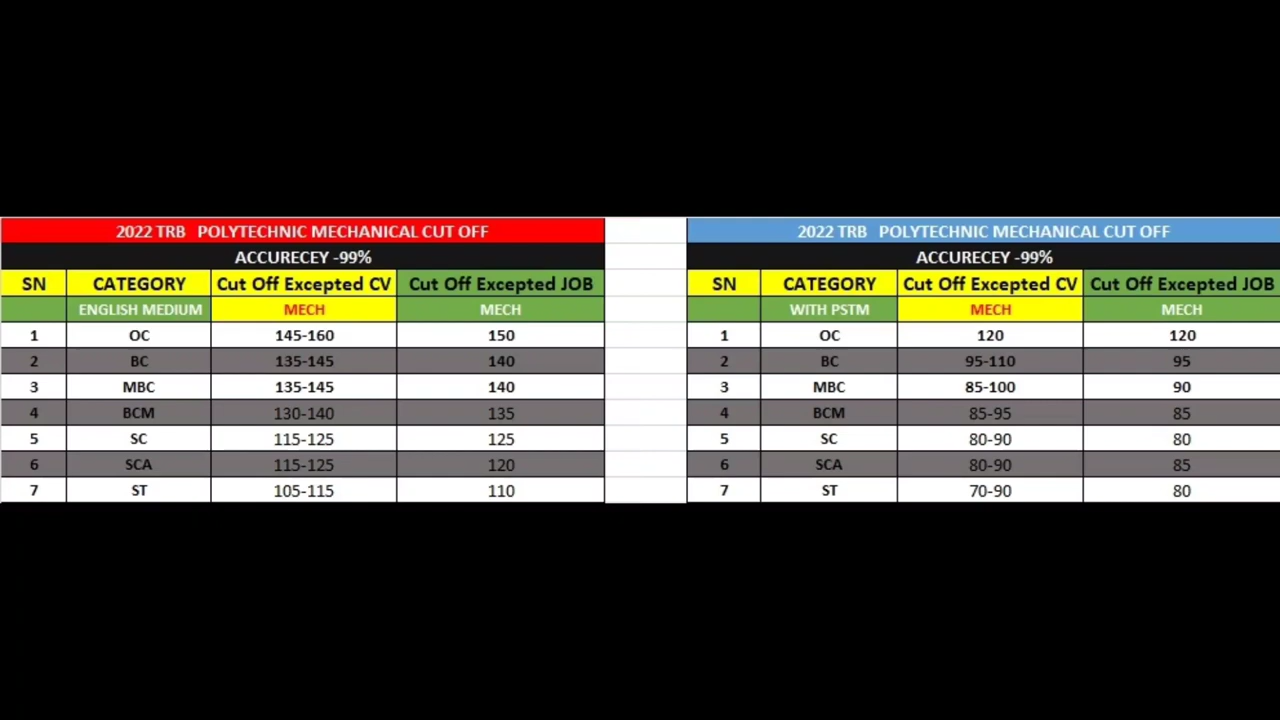 2022 TRB POLYTECHNIC MECHANICAL CUT OFF
ACCURECEY -99%
SN CATEGORY Cut Off Excepted CV Cut Off Excepted JOB
ENGLISH MEDIUM MECH MECH
1 OC 145-160 150
2 BC 135-145 140
3 MBC 135-145 140
4 BCM 130-140 135
5 SC 115-125 125
6 SCA 115-125 120
7 ST 105-115 110
2022 TRB POLYTECHNIC MECHANICAL CUT OFF
ACCURECEY -99%
SN CATEGORY Cut Off Excepted CV Cut Off Excepted JOB
WITH PSTM MECH MECH
1 OC 120 120
2 BC 95-110 95
3 MBC 85-100 90
4 BCM 85-95 85
5 SC 80-90 80
6 SCA 80-90 85
7 ST 70-90 80